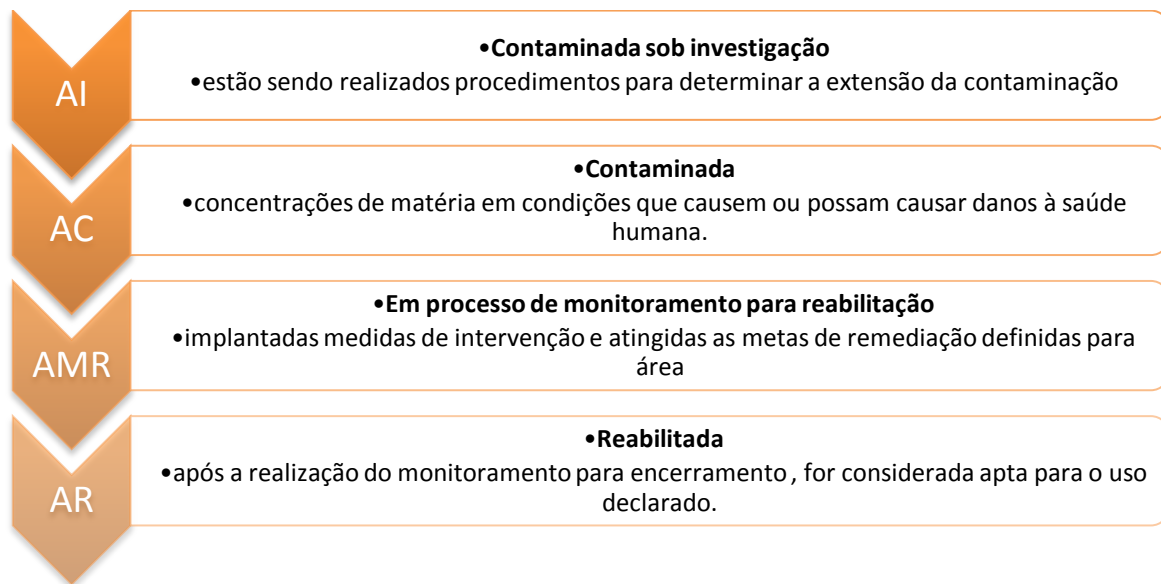 AI
•Contaminada sob investigação
•estão sendo realizados procedimentos para determinar a extensão da contaminação
AC
•Contaminada
•concentrações de matéria em condições que causem ou possam causar danos à saúde
humana.
AMR
•Em processo de monitoramento para reabilitação
•implantadas medidas de intervenção e atingidas as metas de remediação definidas para
área
AR
•Reabilitada
•após a realização do monitoramento para encerramento , for considerada apta para o uso
declarado.